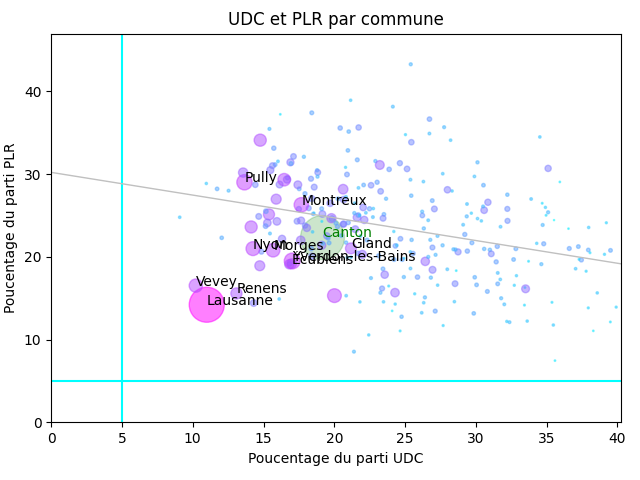 UDC et PLR par commune
Poucentage du parti PLR
40
30
20
10
0
Pully
Montreux
Canton
Nyon
Morges
Gland
Yverdon-les-Bains
Ecublens
Vevey
Renens
Lausanne
0 5 10 15 20 25 30 35 40
Poucentage du parti UDC